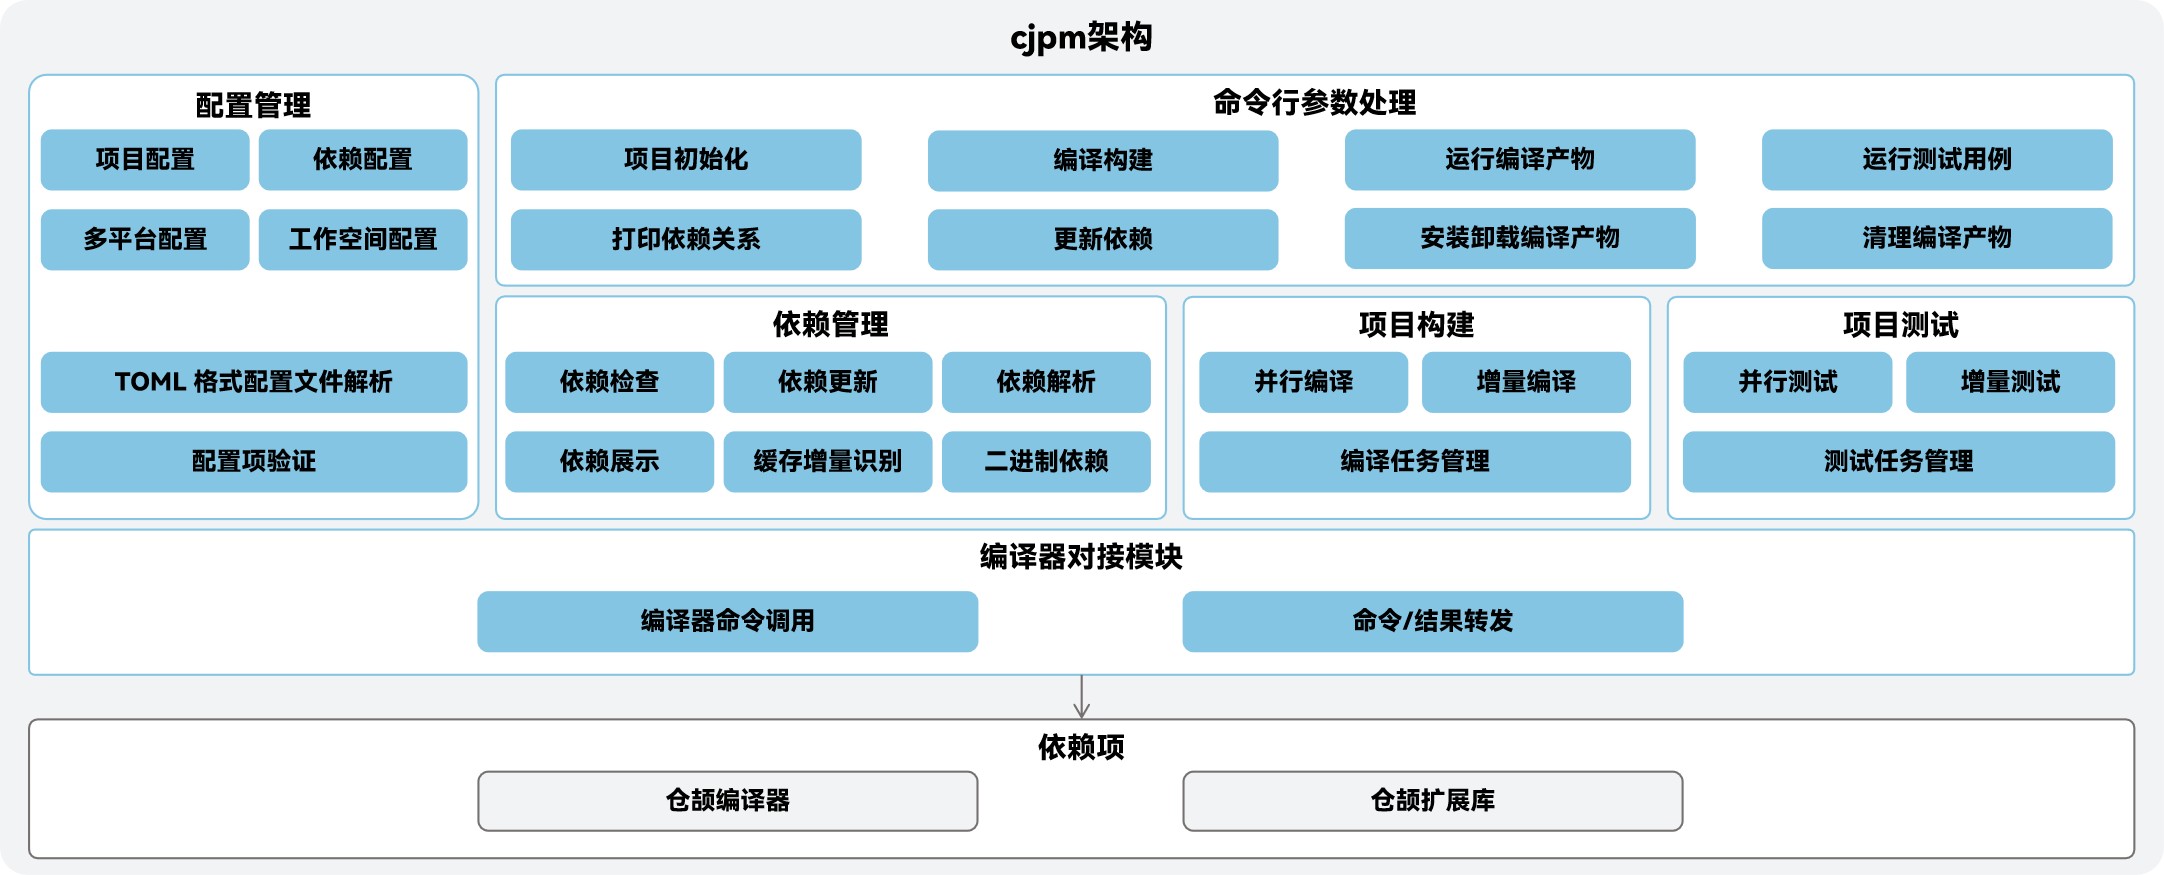 cjpm架构
配置管理
项目配置
依赖配置
多平台配置
工作空间配置
TOML 格式配置文件解析
配置项验证
命令行参数处理
项目初始化
编译构建
运行编译产物
运行测试用例
打印依赖关系
更新依赖
安装卸载编译产物
清理编译产物
依赖管理
依赖检查
依赖更新
依赖解析
依赖展示
缓存增量识别
二进制依赖
项目构建
并行编译
增量编译
编译任务管理
项目测试
并行测试
增量测试
测试任务管理
编译器对接模块
编译器命令调用
命令/结果转发
依赖项
仓颉编译器
仓颉扩展库